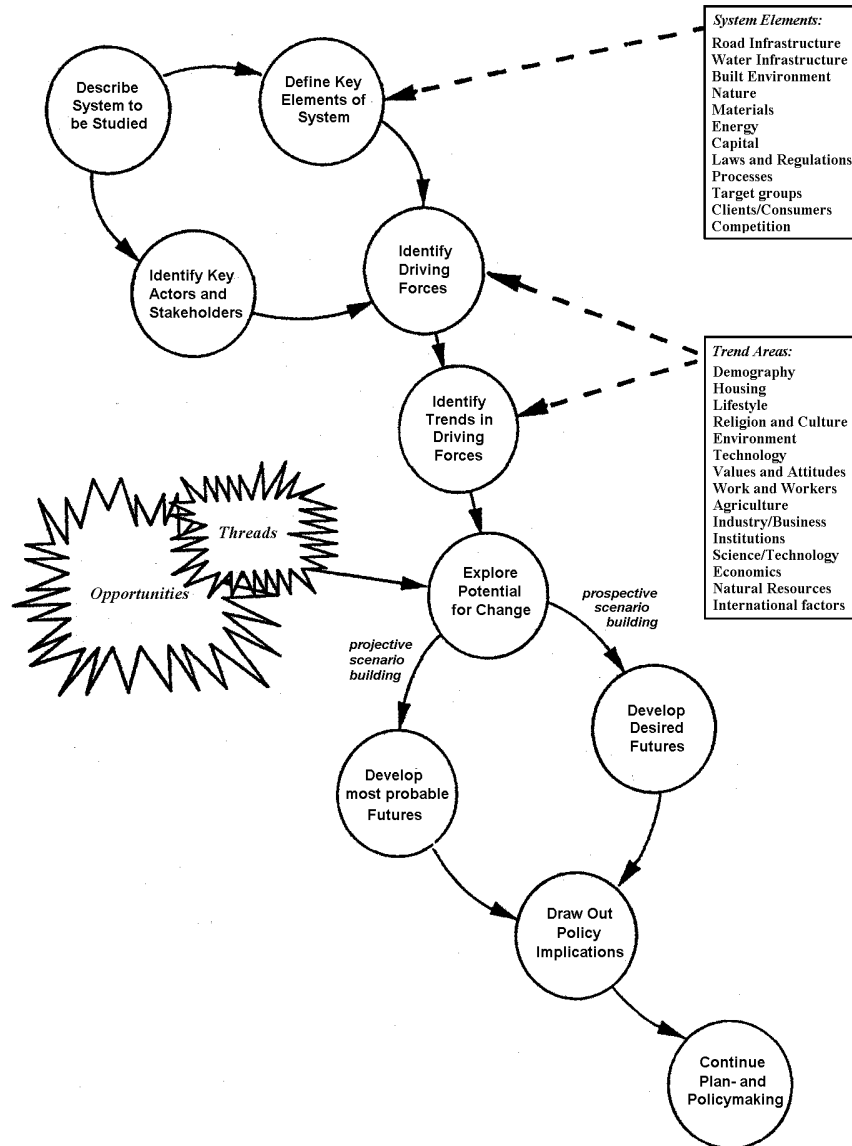 Describe
System to
be Studied
Define Key
Elements of
System
System Elements:
Road Infrastructure
Water Infrastructure
Built Environment
Nature
Materials
Energy
Capital
Laws and Regulations
Processes
Target groups
Clients/Consumers
Competition
Identify Key
Actors and
Stakeholders
Identify
Driving
Forces
Trend Areas:
Demography
Housing
Lifestyle
Religion and Culture
Environment
Technology
Values and Attitudes
Work and Workers
Agriculture
Industry/Business
Institutions
Science/Technology
Economics
Natural Resources
International factors
Identify
Trends in
Driving
Forces
Threads
Opportunities
Explore
Potential
for Change
prospective
scenario
building
projective
scenario
building
Develop
Desired
Futures
Develop
most probable
Futures
Draw Out
Policy
Implications
Continue
Plan- and
Policymaking